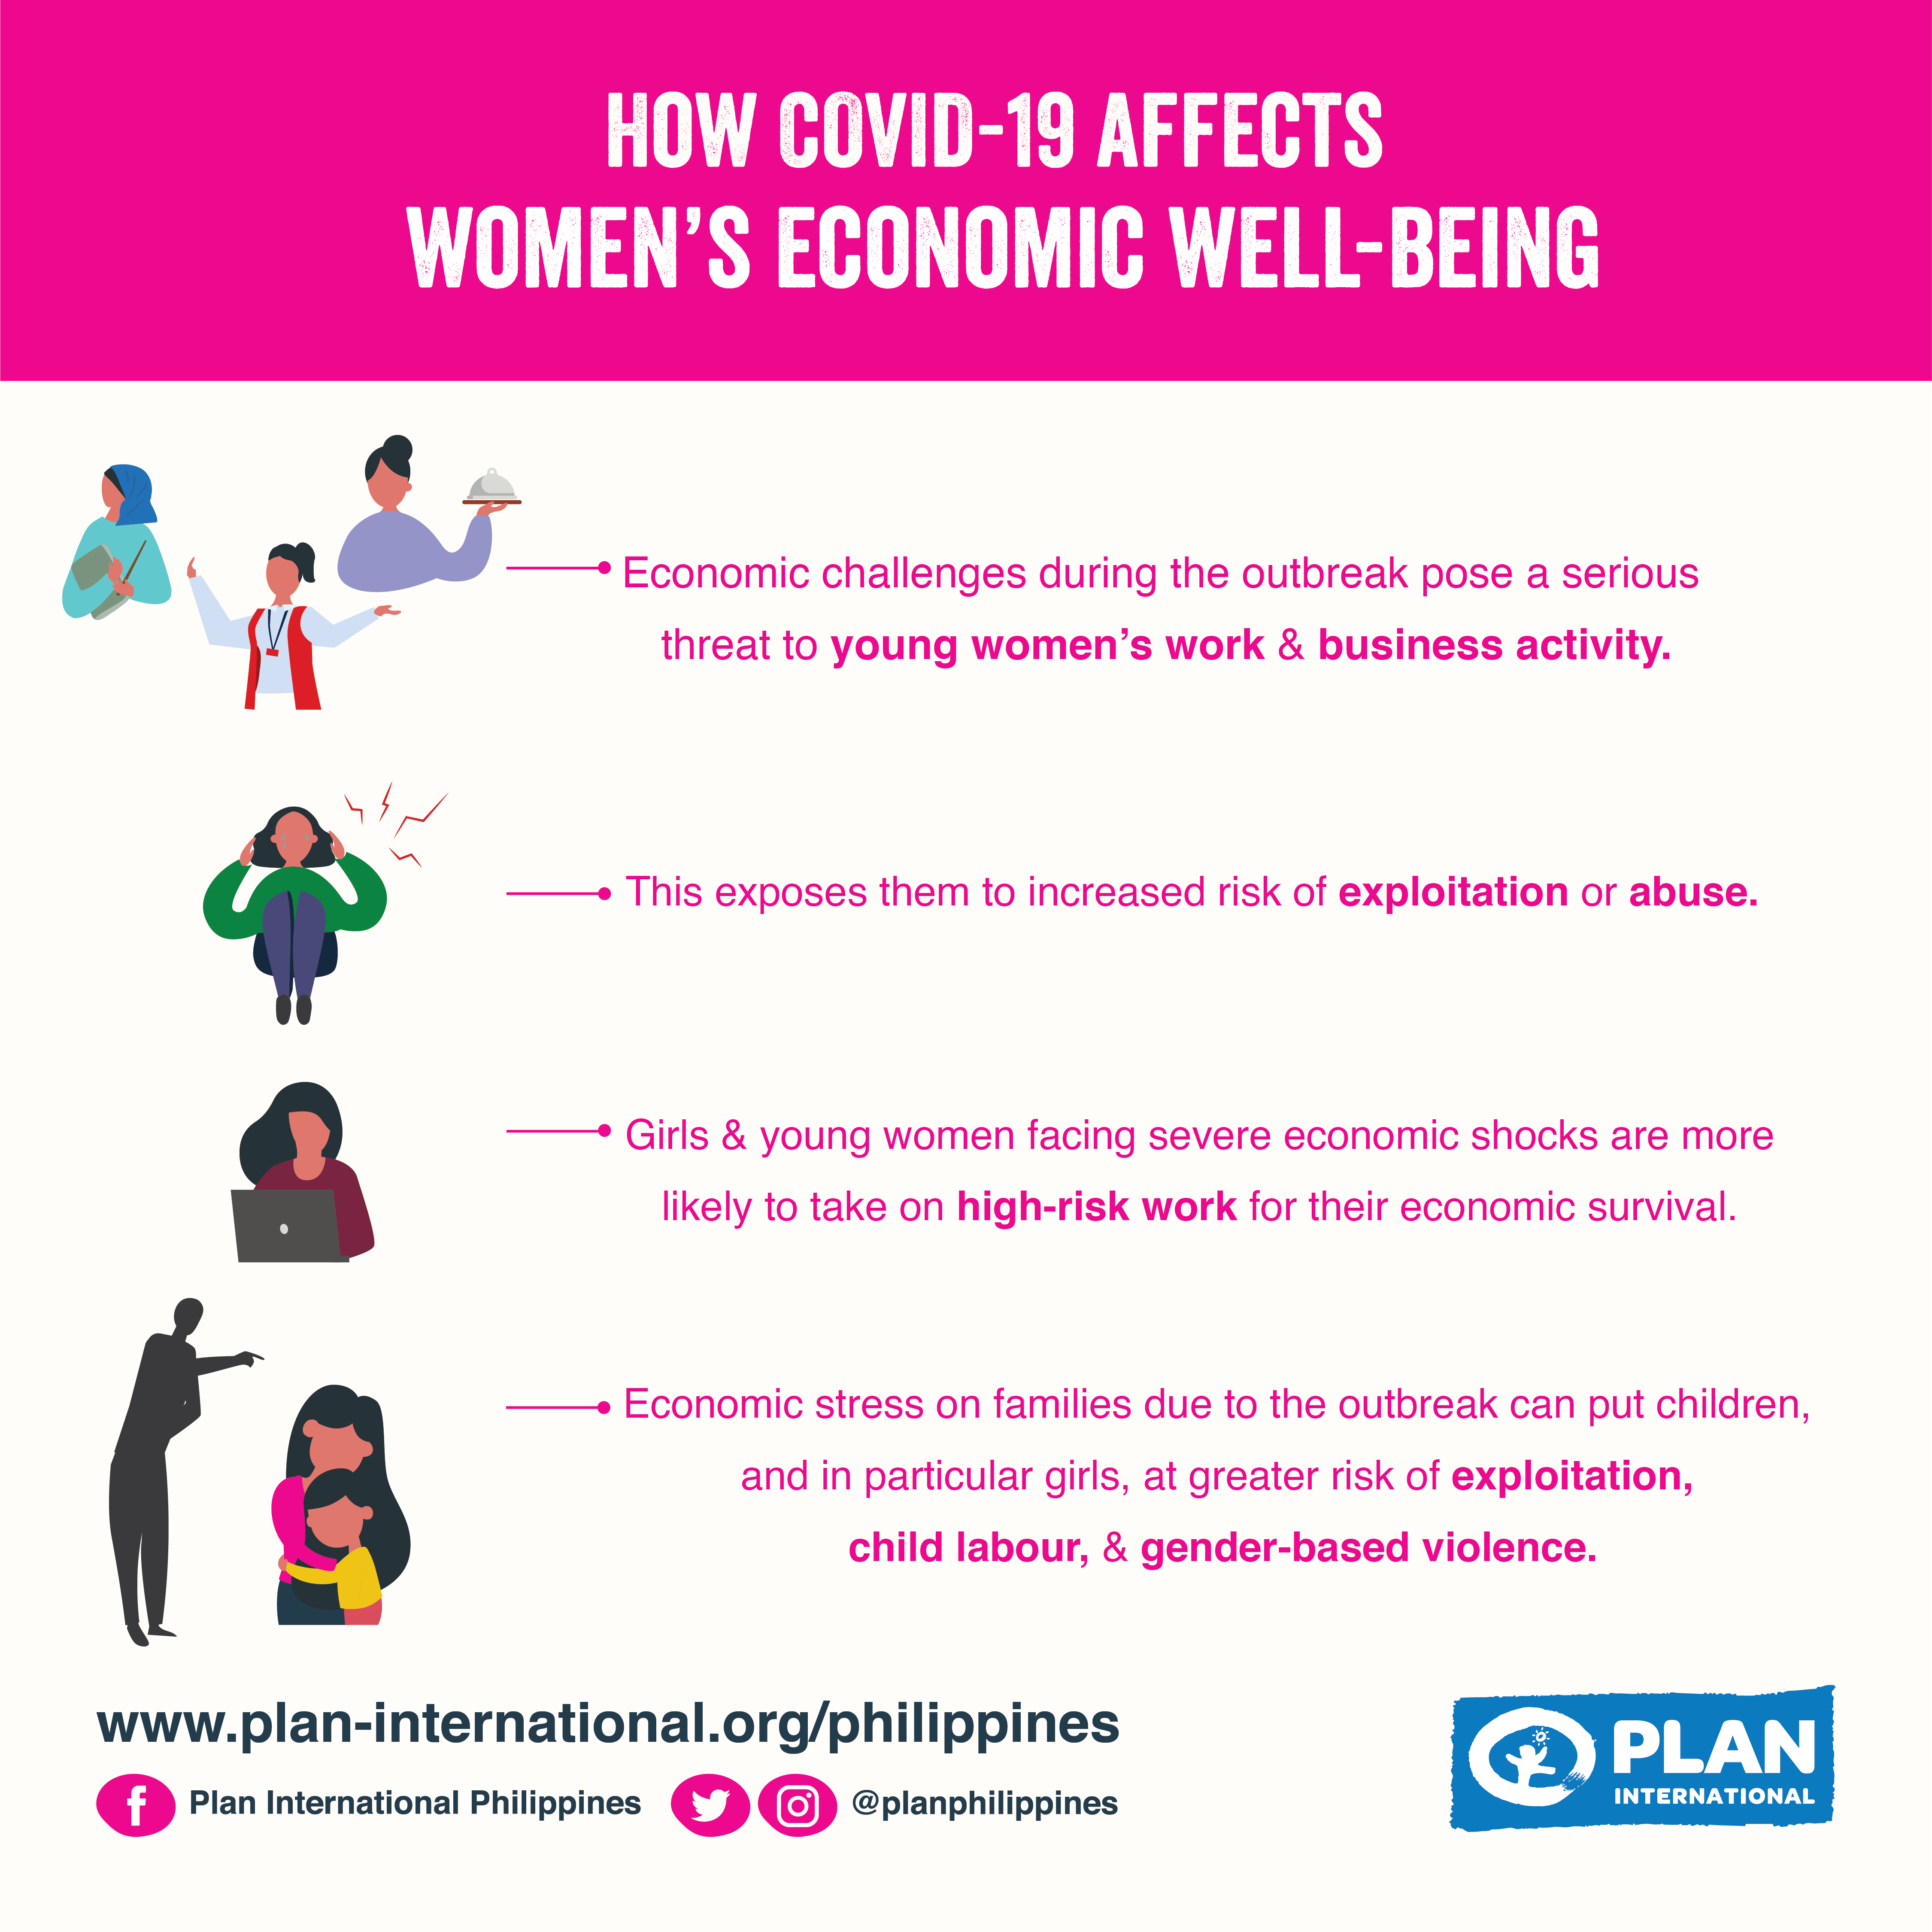 HOW COVID-19 AFFECTS
WOMEN'S ECONOMIC WELL-BEING
Economic challenges during the outbreak pose a serious
threat to young women's work & business activity.
This exposes them to increased risk of exploitation or abuse.
Girls & young women facing severe economic shocks are more
likely to take on high-risk work for their economic survival.
Economic stress on families due to the outbreak can put children,
and in particular girls, at greater risk of exploitation,
child labour, & gender-based violence.
www.plan-international.org/philippines
Plan International Philippines
@planphilippines
PLAN
INTERNATIONAL